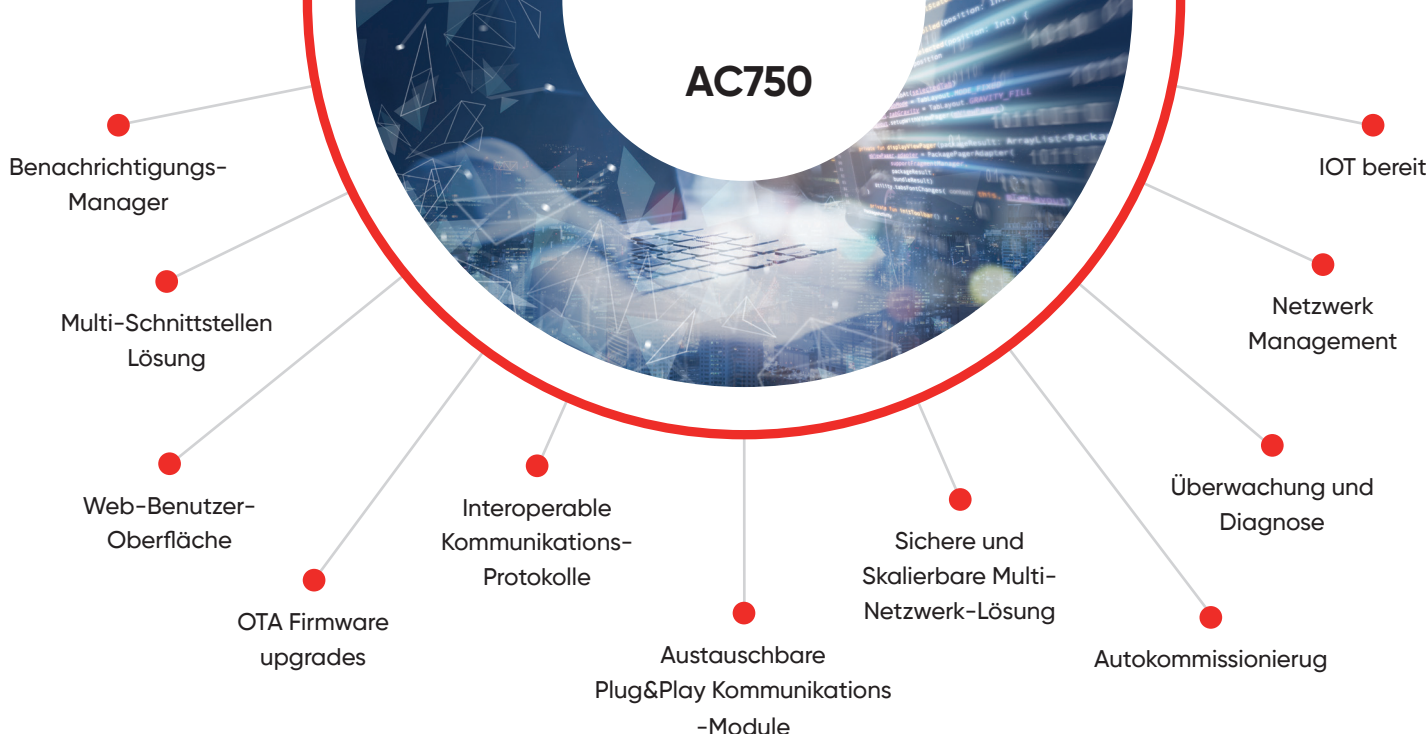 AC750
Benachrichtigungs-
Manager
IOT bereit
Multi-Schnittstellen
Lösung
Netzwerk
Management
Web-Benutzer-
Oberfläche
Überwachung und
Diagnose
OTA Firmware
upgrades
Interoperable
Kommunikations-
Protokolle
Austauschbare
Plug&Play Kommunikations
-Module
Sichere und
Skalierbare Multi-
Netzwerk-Lösung
Autokommissionierug